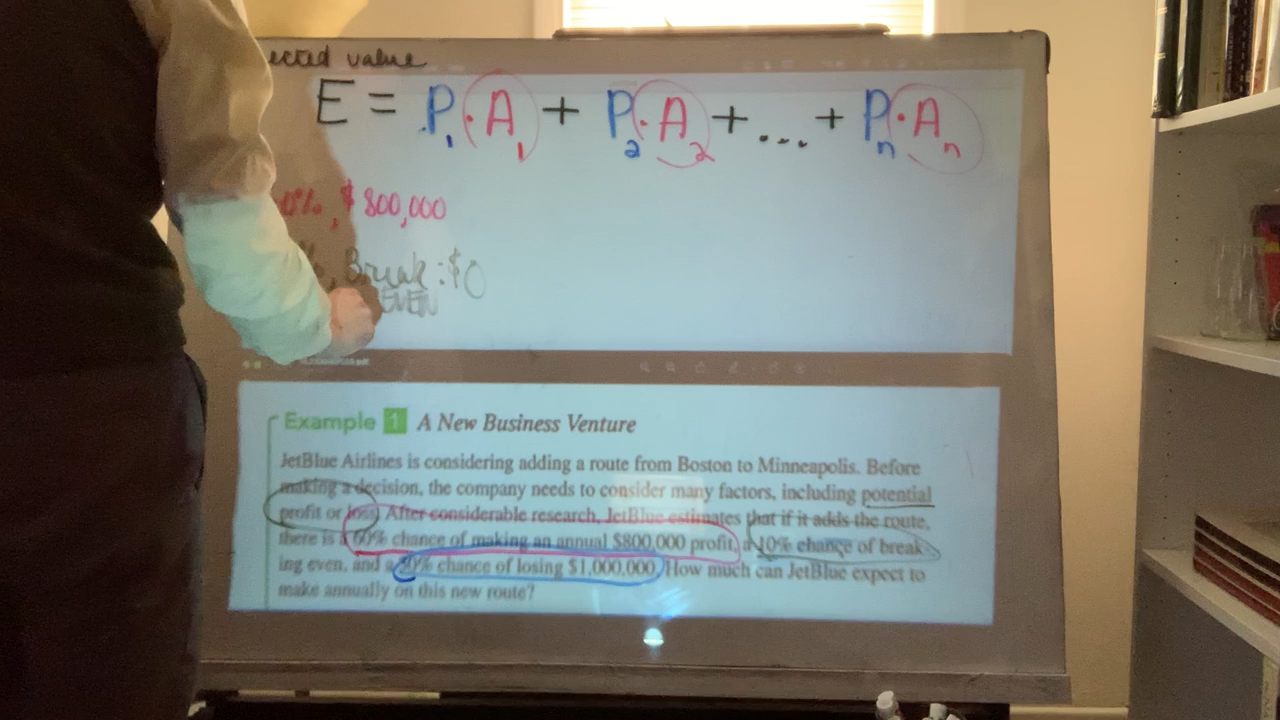 ected value
E = P1 · A1 + P2 · A2 + ... + Pn · An
0%, $800,000
%, Break: $0
EVEN
Example 1 A New Business Venture
JetBlue Airlines is considering adding a route from Boston to Minneapolis. Before
making a decision, the company needs to consider many factors, including potential
profit or loss. After considerable research, JetBlue estimates that if it adds the route,
there is a 60% chance of making an annual $800,000 profit, a 10% chance of break-
ing even, and a 30% chance of losing $1,000,000. How much can JetBlue expect to
make annually on this new route?